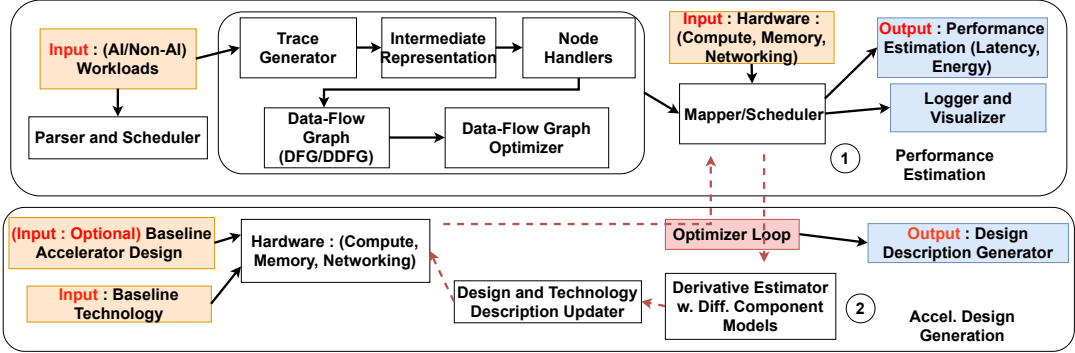 Input : (AI/Non-AI)
Workloads
Parser and Scheduler
Trace
Generator
Intermediate
Representation
Node
Handlers
Data-Flow
Graph
(DFG/DDFG)
Data-Flow Graph
Optimizer
Input : Hardware :
(Compute, Memory,
Networking)
Mapper/Scheduler
Output : Performance
Estimation (Latency,
Energy)
Logger and
Visualizer
1
Performance
Estimation
(Input : Optional) Baseline
Accelerator Design
Input : Baseline
Technology
Hardware : (Compute,
Memory, Networking)
Design and Technology
Description Updater
Optimizer Loop
Derivative Estimator
w. Diff. Component
Models
Output : Design
Description Generator
2
Accel. Design
Generation